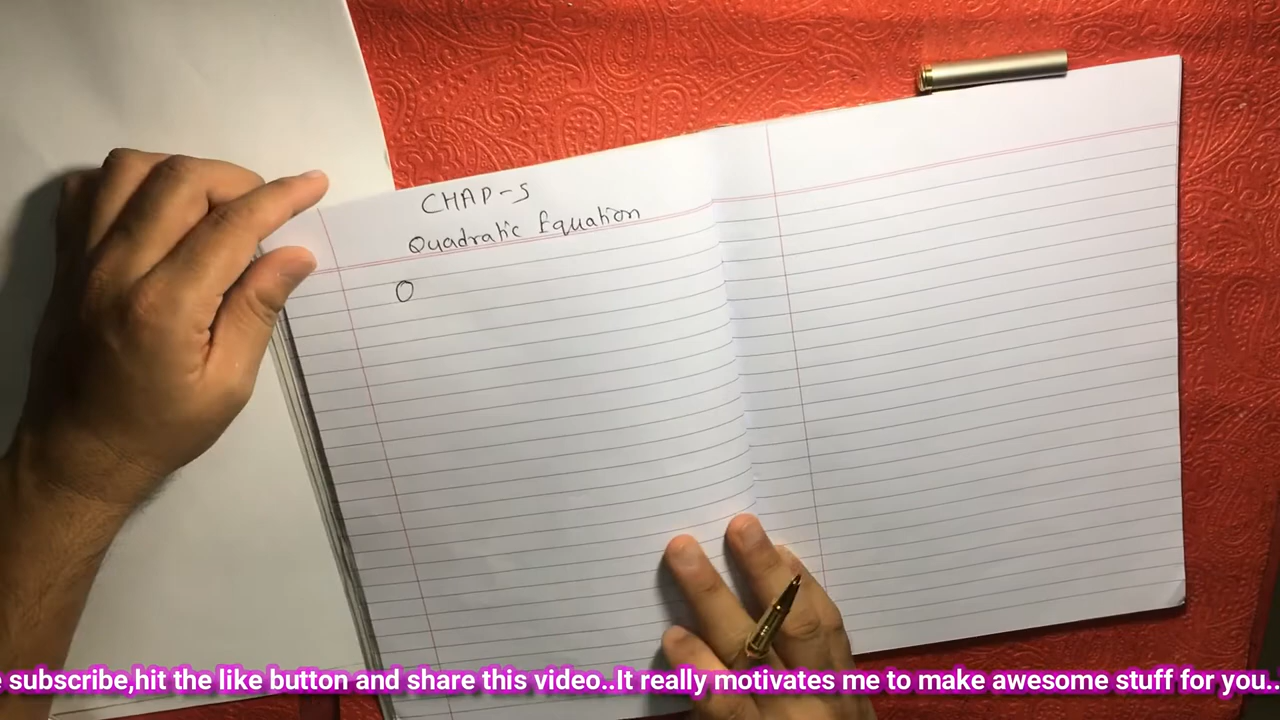 CHAP-5
Quadratic Equation
O
e subscribe,hit the like button and share this video..It really motivates me to make awesome stuff for you..